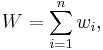 W = \sum_{i=1}^{n} w_i,